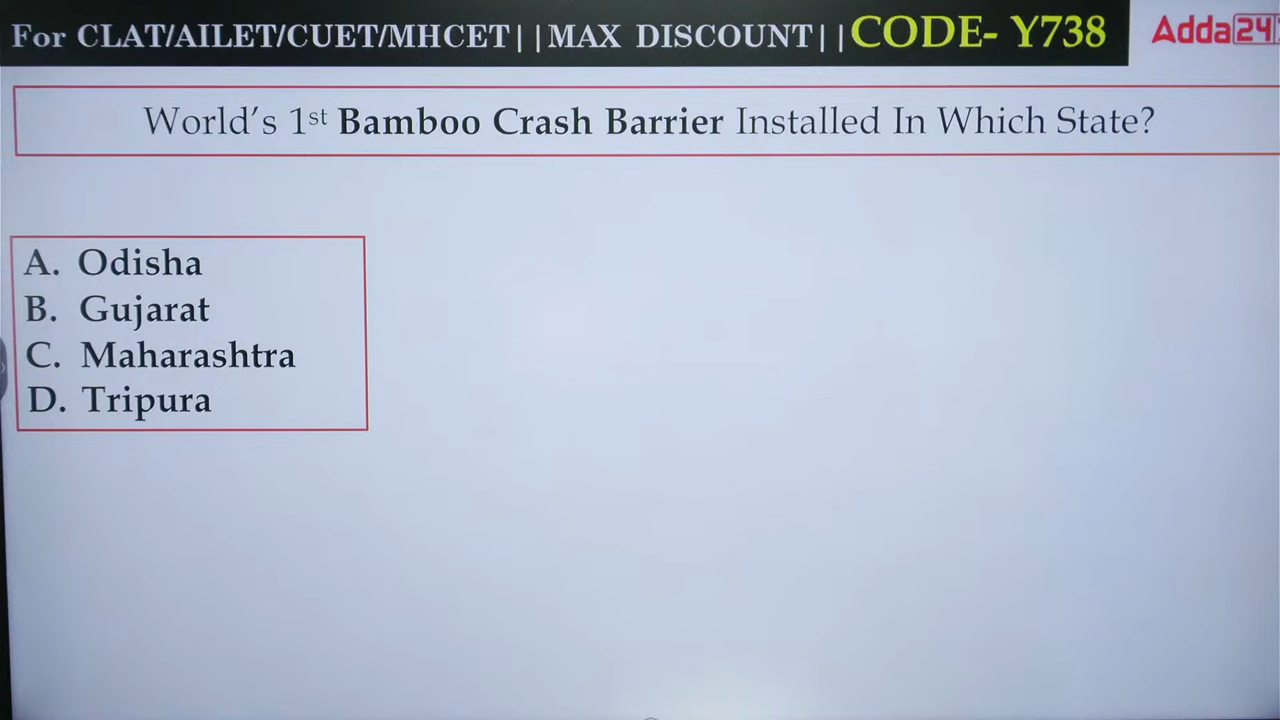 For CLAT/AILET/CUET/MHCET||MAX DISCOUNT||CODE- Y738
Adda24
World's 1st Bamboo Crash Barrier Installed In Which State?
A. Odisha
B. Gujarat
C. Maharashtra
D. Tripura